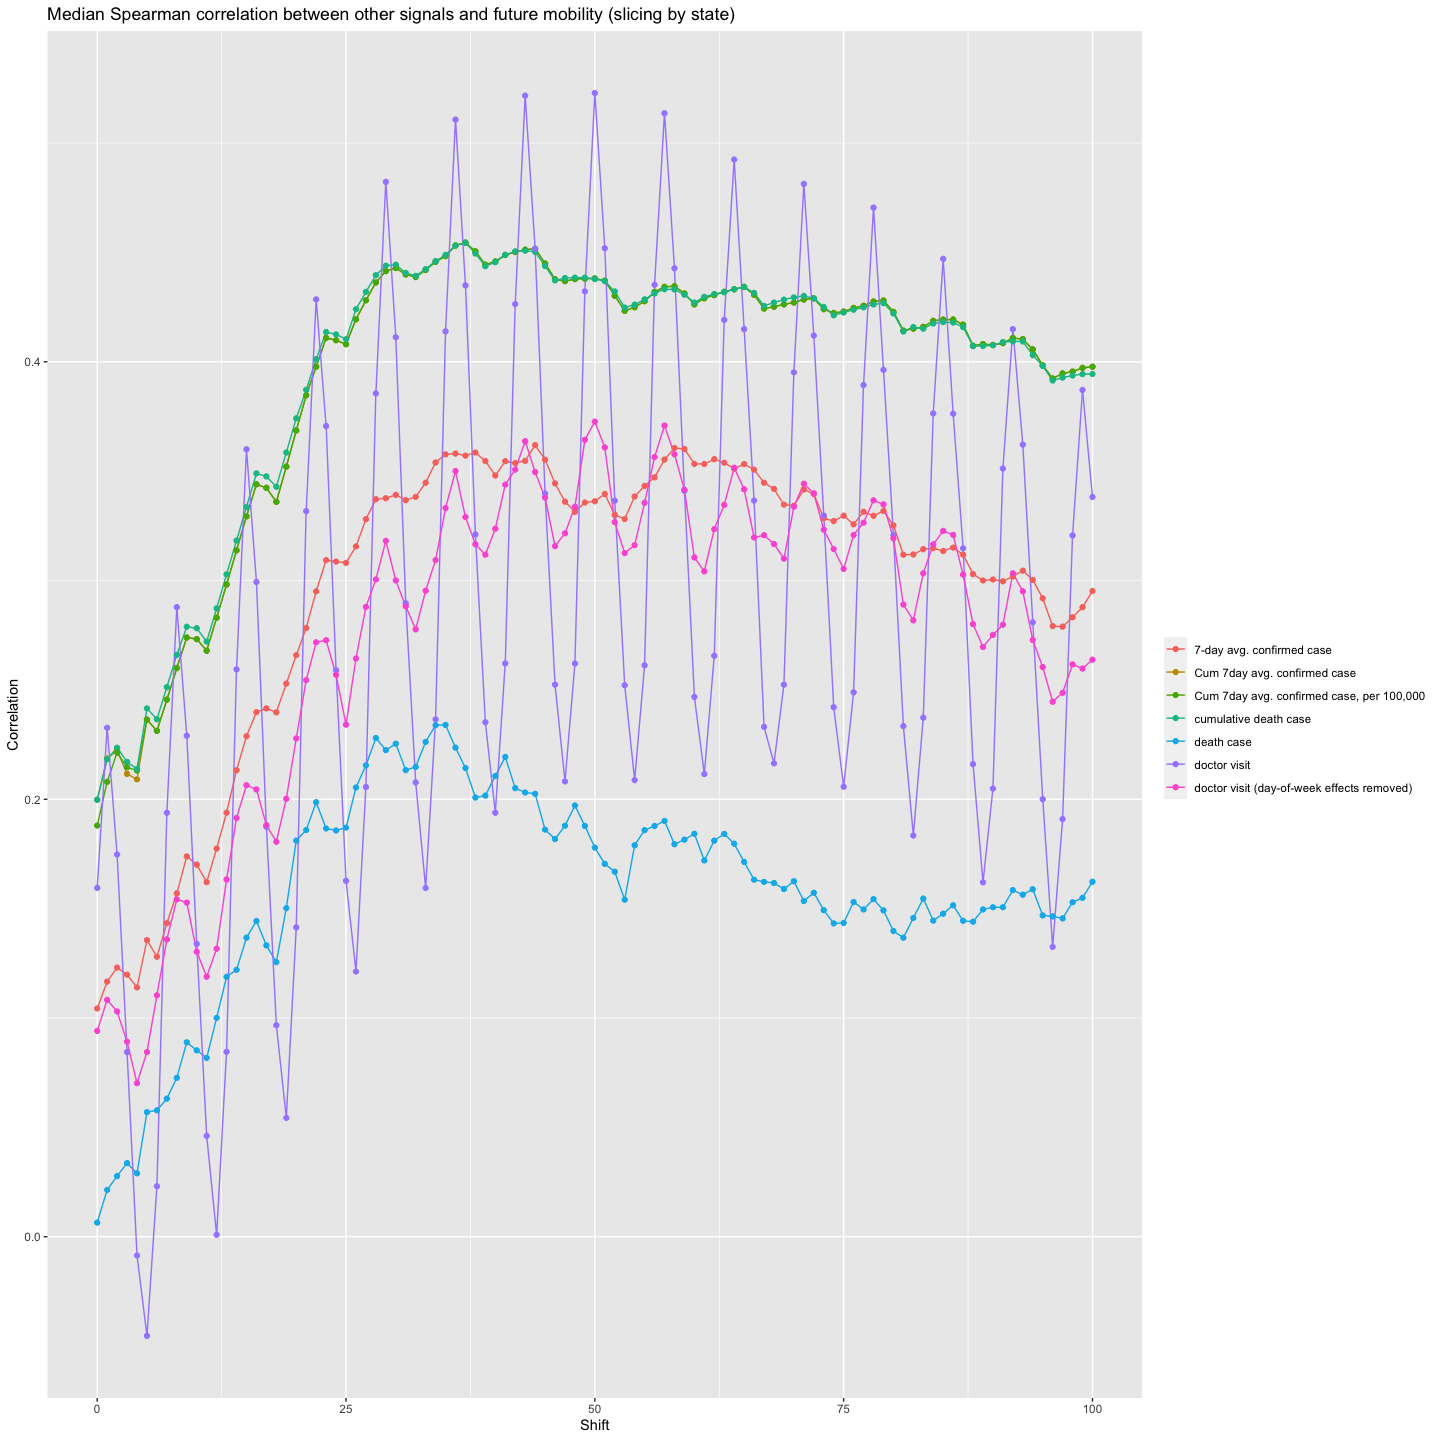 Median Spearman correlation between other signals and future mobility (slicing by state)
Correlation
0.4
0.2
0.0
0 25 50 75 100
Shift
7-day avg. confirmed case
Cum 7day avg. confirmed case
Cum 7day avg. confirmed case, per 100,000
cumulative death case
death case
doctor visit
doctor visit (day-of-week effects removed)